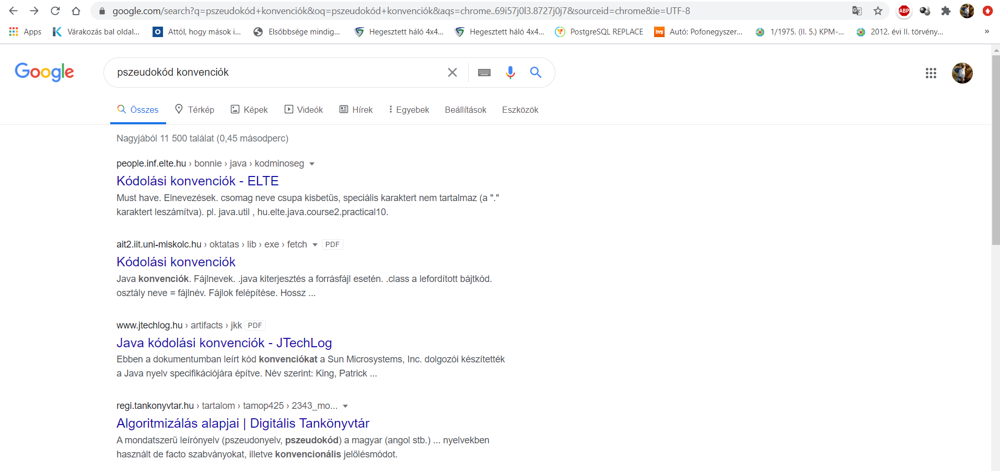 google.com/search?q=pszeudokód+konvenciók&oq=pszeudokód+konvenciók&aqs=chrome..69i57j0l3.8727j0j7&sourceid=chrome&ie=UTF-8
ABP
Apps Várakozás bal oldal... Attól, hogy mások i... Elsőbbsége mindig... Hegesztett háló 4x4... Hegesztett háló 4x4... PostgreSQL REPLACE hvg Autó: Pofonegyszer... 1/1975. (II. 5.) KPM-... 2012. évi II. törvény... »
Google
pszeudokód konvenciók
Összes Térkép Képek Videók Hírek Egyebek Beállítások Eszközök
Nagyjából 11 500 találat (0,45 másodperc)
people.inf.elte.hu › bonnie › java › kodminoseg
Kódolási konvenciók - ELTE
Must have. Elnevezések. csomag neve csupa kisbetűs, speciális karaktert nem tartalmaz (a "."
karaktert leszámítva). pl. java.util , hu.elte.java.course2.practical10.
ait2.iit.uni-miskolc.hu › oktatas › lib › exe › fetch PDF
Kódolási konvenciók
Java konvenciók. Fájlnevek. .java kiterjesztés a forrásfájl esetén. .class a lefordított bájtkód.
osztály neve = fájlnév. Fájlok felépítése. Hossz ...
www.jtechlog.hu › artifacts › jkk PDF
Java kódolási konvenciók - JTechLog
Ebben a dokumentumban leírt kód konvenciókat a Sun Microsystems, Inc. dolgozói készítették
a Java nyelv specifikációjára építve. Név szerint: King, Patrick ...
regi.tankonyvtar.hu › tartalom › tamop425 › 2343_mo...
Algoritmizálás alapjai | Digitális Tankönyvtár
A mondatszerű leírónyelv (pszeudonyelv, pszeudokód) a magyar (angol stb.) ... nyelvekben
használt de facto szabványokat, illetve konvencionális jelölésmódot.